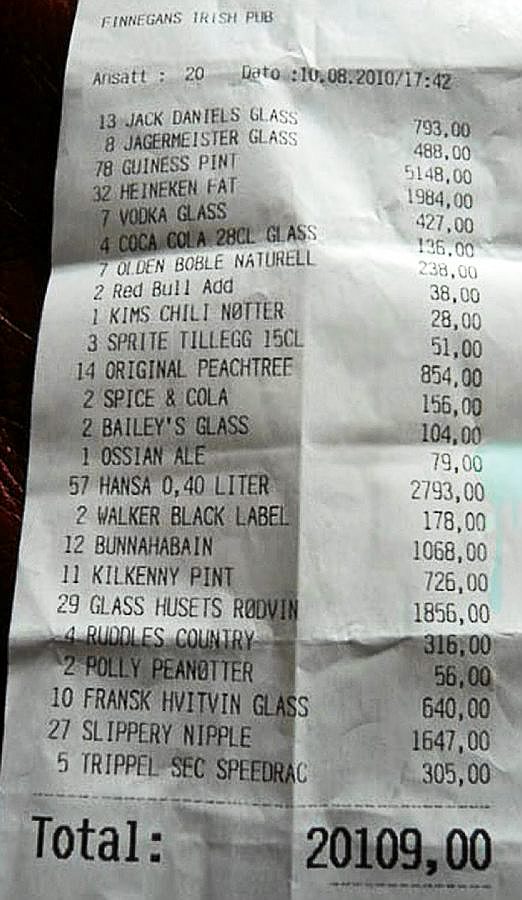 FINNEGANS IRISH PUB
Ansatt : 20 Dato :10.08.2010/17:42
13 JACK DANIELS GLASS 793,00
8 JAGERMEISTER GLASS 488,00
78 GUINESS PINT 5148,00
32 HEINEKEN FAT 1984,00
7 VODKA GLASS 427,00
4 COCA COLA 28CL GLASS 136,00
7 OLDEN BOBLE NATURELL 238,00
2 Red Bull Add 38,00
1 KIMS CHILI NØTTER 28,00
3 SPRITE TILLEGG 15CL 51,00
14 ORIGINAL PEACHTREE 854,00
2 SPICE & COLA 156,00
2 BAILEY'S GLASS 104,00
1 OSSIAN ALE 79,00
57 HANSA 0,40 LITER 2793,00
2 WALKER BLACK LABEL 178,00
12 BUNNAHABAIN 1068,00
11 KILKENNY PINT 726,00
29 GLASS HUSETS RØDVIN 1856,00
4 RUDDLES COUNTRY 316,00
2 POLLY PEANØTTER 56,00
10 FRANSK HVITVIN GLASS 640,00
27 SLIPPERY NIPPLE 1647,00
5 TRIPPEL SEC SPEEDRAC 305,00
Total: 20109,00